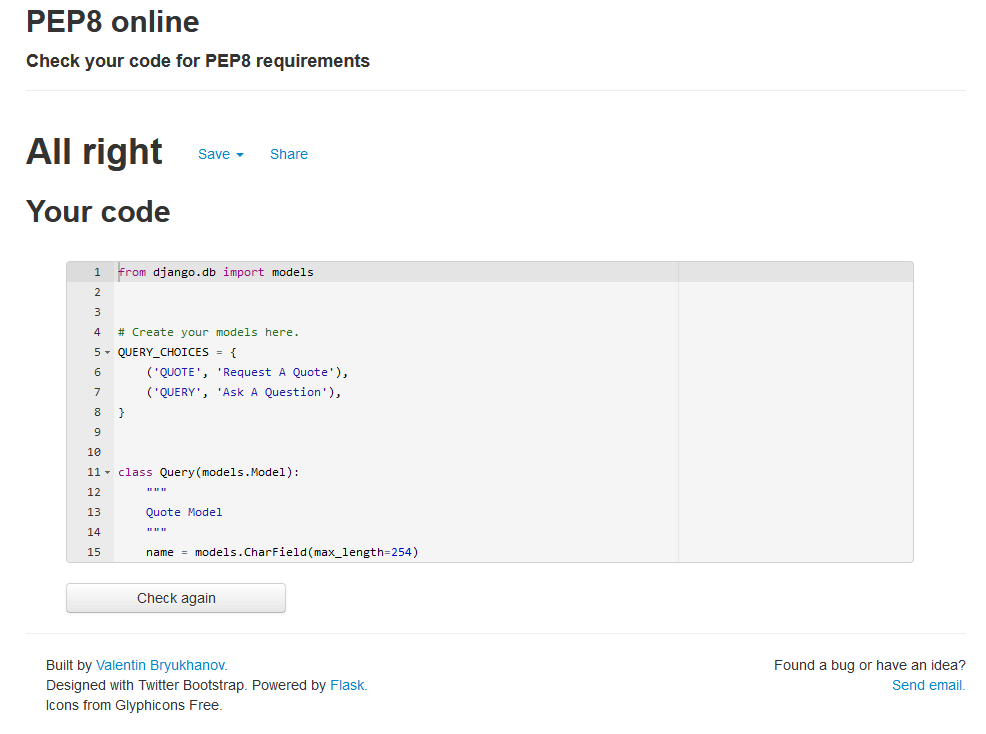 PEP8 online
Check your code for PEP8 requirements
All right Save Share
Your code
1 from django.db import models
2
3
4 # Create your models here.
5 QUERY_CHOICES = {
6     ('QUOTE', 'Request A Quote'),
7     ('QUERY', 'Ask A Question'),
8 }
9
10
11 class Query(models.Model):
12     """
13     Quote Model
14     """
15     name = models.CharField(max_length=254)
Check again
Built by Valentin Bryukhanov.
Designed with Twitter Bootstrap. Powered by Flask.
Icons from Glyphicons Free.
Found a bug or have an idea?
Send email.